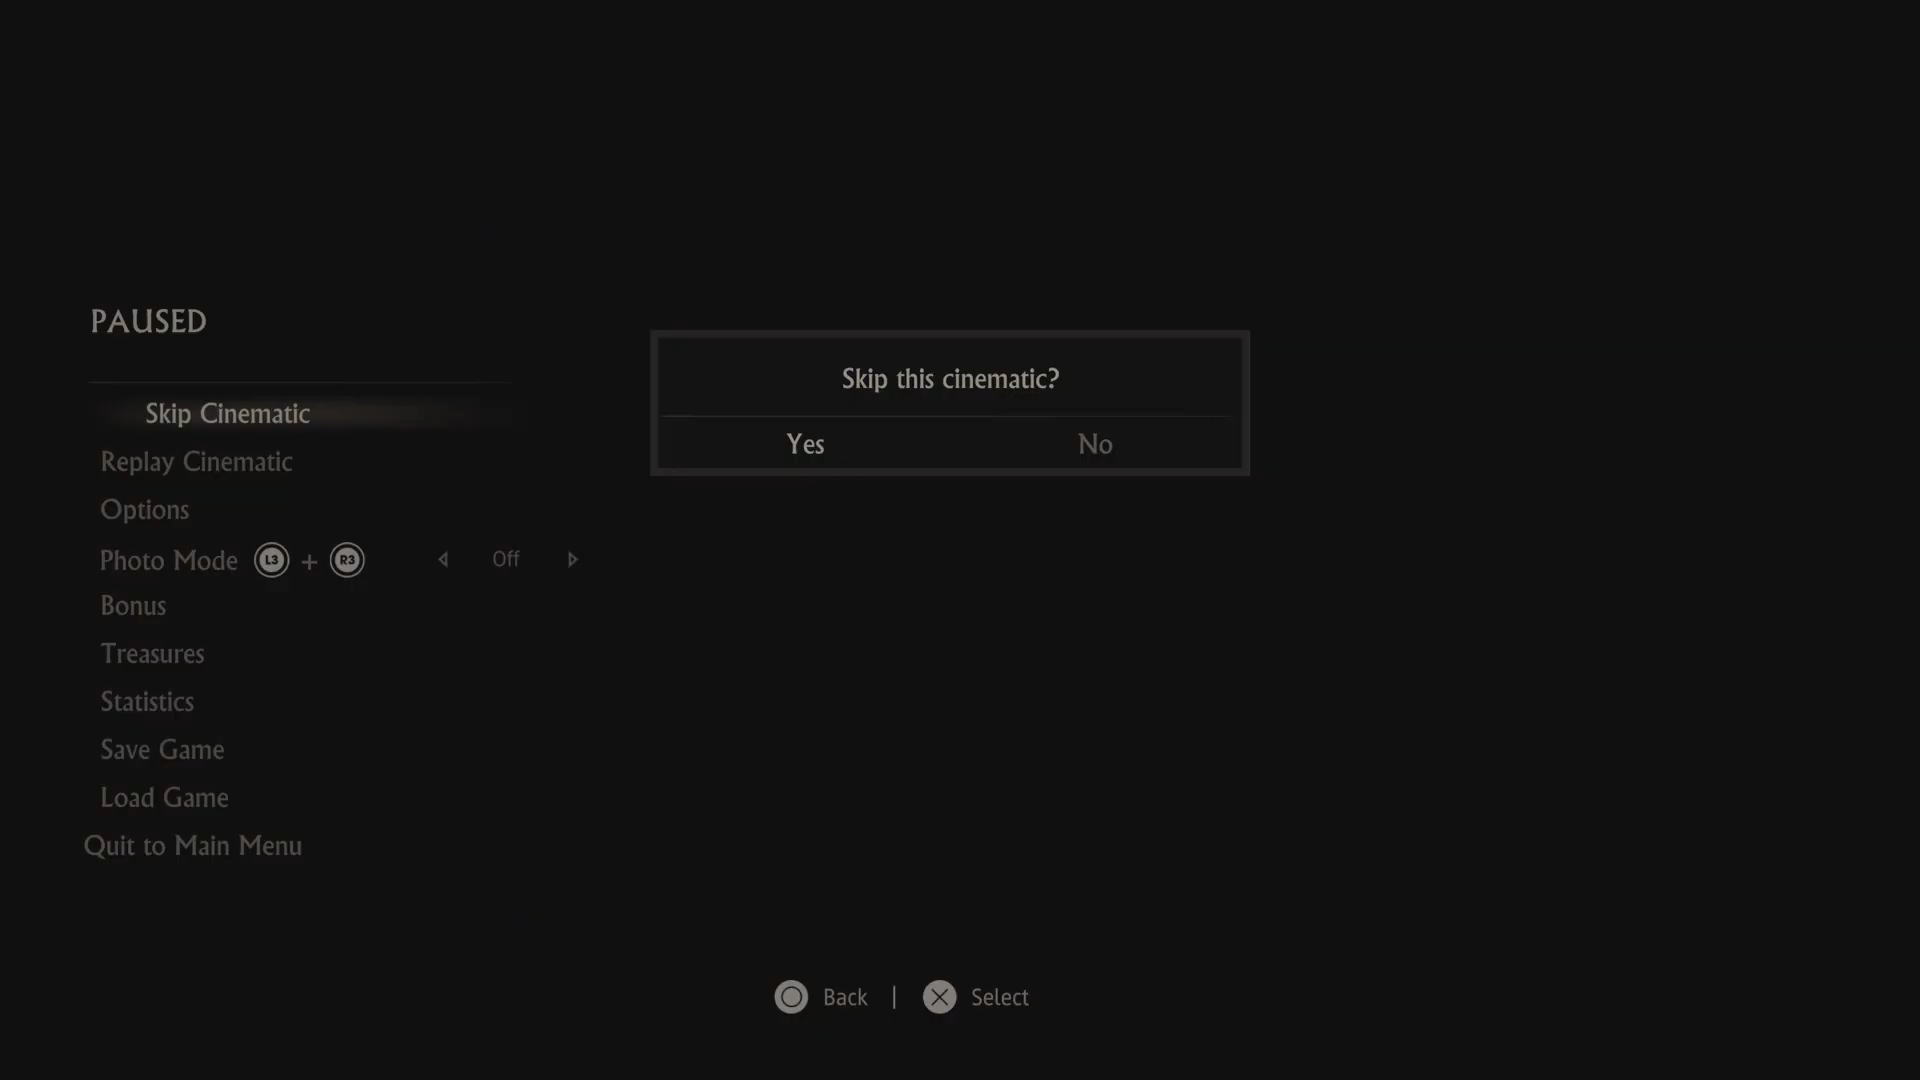 PAUSED
Skip Cinematic
Replay Cinematic
Options
Photo Mode L3 + R3 Off
Bonus
Treasures
Statistics
Save Game
Load Game
Quit to Main Menu
Skip this cinematic?
Yes No
Back | Select